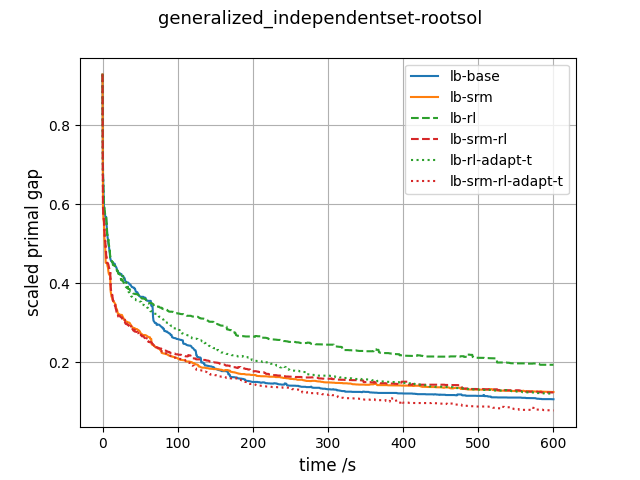 generalized_independentset-rootsol
lb-base
lb-srm
lb-rl
lb-srm-rl
lb-rl-adapt-t
lb-srm-rl-adapt-t
scaled primal gap
0.8
0.6
0.4
0.2
0 100 200 300 400 500 600
time /s